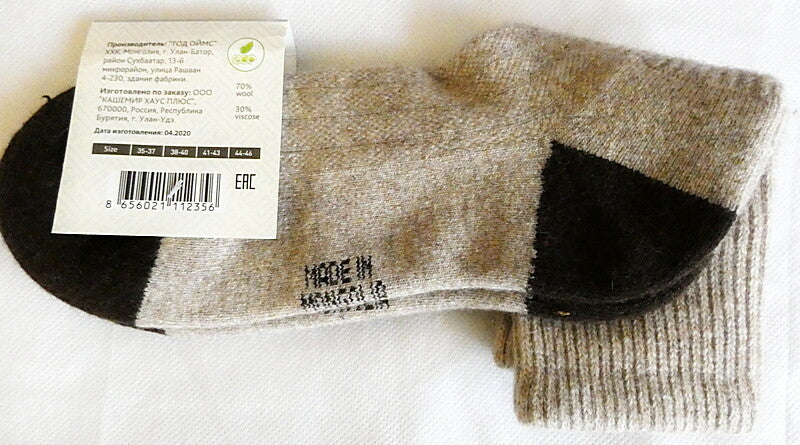 Производитель: "ГОД ОЙМС"
ХХК, Монголия, г. Улан-Батор,
район Сухбаатар, 13-й
микрорайон, улица Рашаан
4-230, здание фабрики.
Изготовлено по заказу: ООО
"КАШЕМИР ХАУС ПЛЮС",
670000, Россия, Республика
Бурятия, г. Улан-Удэ.
Дата изготовления: 04.2020
70%
wool
30%
viscose
Size 35-37 38-40 41-43 44-46
EAC
8 656021 112356
MADE IN
MONGOLIA